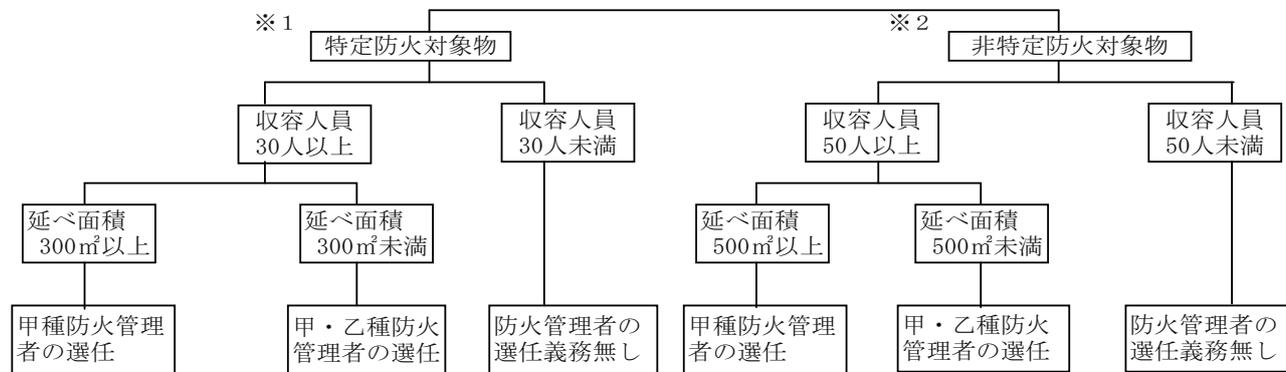 ※１
特定防火対象物
※２
非特定防火対象物
収容人員
30人以上
収容人員
30人未満
収容人員
50人以上
収容人員
50人未満
延べ面積
300㎡以上
延べ面積
300㎡未満
延べ面積
500㎡以上
延べ面積
500㎡未満
甲種防火管理
者の選任
甲・乙種防火
管理者の選任
防火管理者の
選任義務無し
甲種防火管理
者の選任
甲・乙種防火
管理者の選任
防火管理者の
選任義務無し